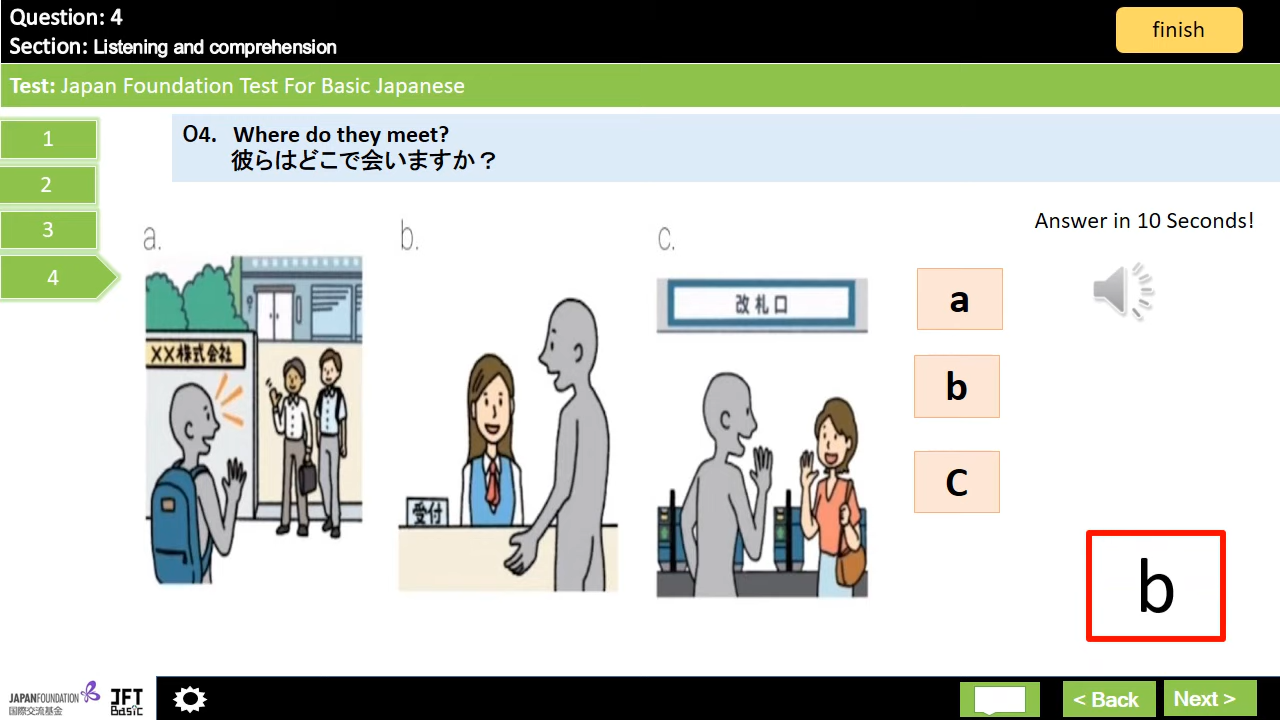 Question: 4
Section: Listening and comprehension
finish
Test: Japan Foundation Test For Basic Japanese
1
2
3
4
O4. Where do they meet?
彼らはどこで会いますか？
Answer in 10 Seconds!
a.
b.
c.
XX株式会社
受付
改札口
a
b
C
b
JAPANFOUNDATION
国際交流基金
JFT
Basic
< Back
Next >